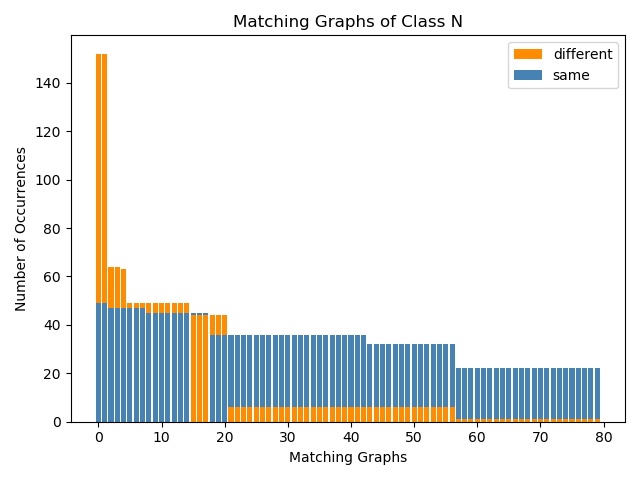 Matching Graphs of Class N
different
same
Number of Occurrences
140
120
100
80
60
40
20
0
0 10 20 30 40 50 60 70 80
Matching Graphs